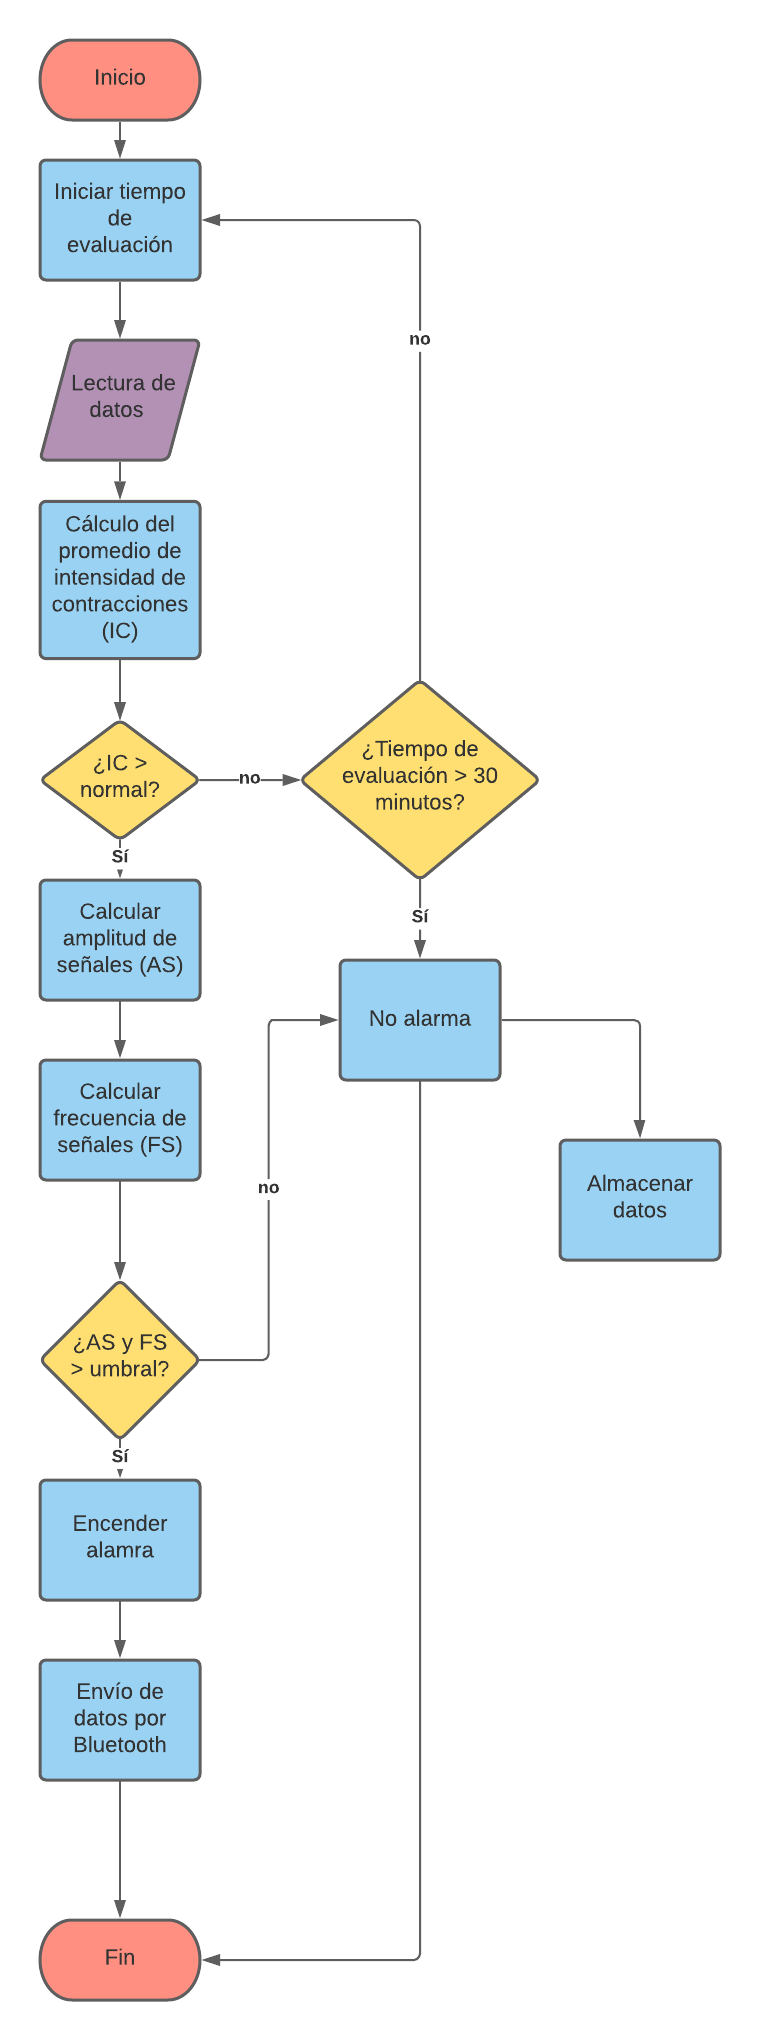 Inicio
Iniciar tiempo
de
evaluación
no
Lectura de
datos
Cálculo del
promedio de
intensidad de
contracciones
(IC)
¿IC >
normal?
no
¿Tiempo de
evaluación > 30
minutos?
Sí
Calcular
amplitud de
señales (AS)
Sí
No alarma
Calcular
frecuencia de
señales (FS)
no
Almacenar
datos
¿AS y FS
> umbral?
Sí
Encender
alamra
Envío de
datos por
Bluetooth
Fin